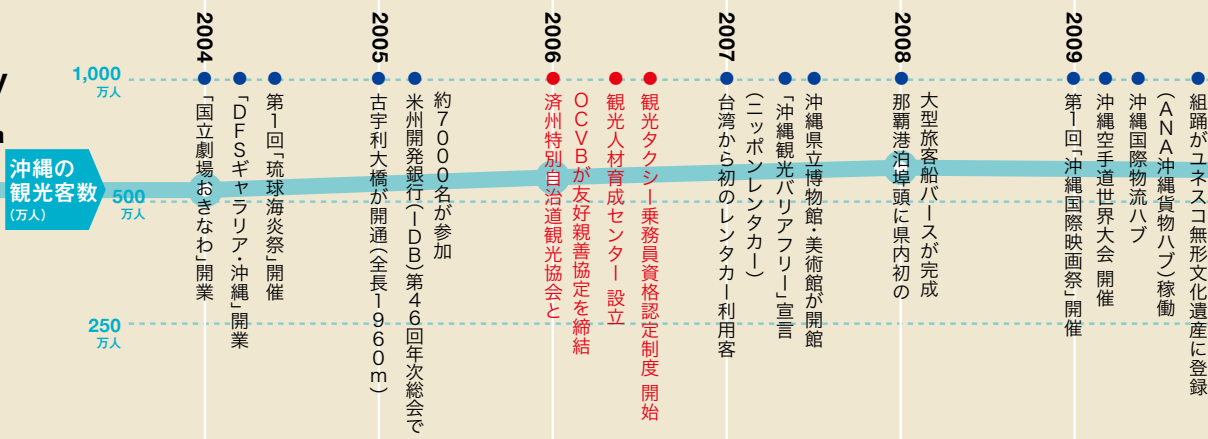 沖縄の
観光客数
(万人)
1,000
万人
500
万人
250
万人
2004
「国立劇場おきなわ」開業
「DFSギャラリア・沖縄」開業
第1回「琉球海炎祭」開催
2005
古宇利大橋が開通(全長1960m)
米州開発銀行(IDB)第46回年次総会で
約7000名が参加
2006
済州特別自治道観光協会と
OCVBが友好親善協定を締結
観光人材育成センター 設立
観光タクシー乗務員資格認定制度 開始
2007
台湾から初のレンタカー利用客
(ニッポンレンタカー)
「沖縄観光バリアフリー」宣言
沖縄県立博物館・美術館が開館
2008
那覇港泊埠頭に県内初の
大型旅客船バースが完成
2009
第1回「沖縄国際映画祭」開催
沖縄空手道世界大会 開催
沖縄国際物流ハブ
(ANA沖縄貨物ハブ)稼働
組踊がユネスコ無形文化遺産に登録